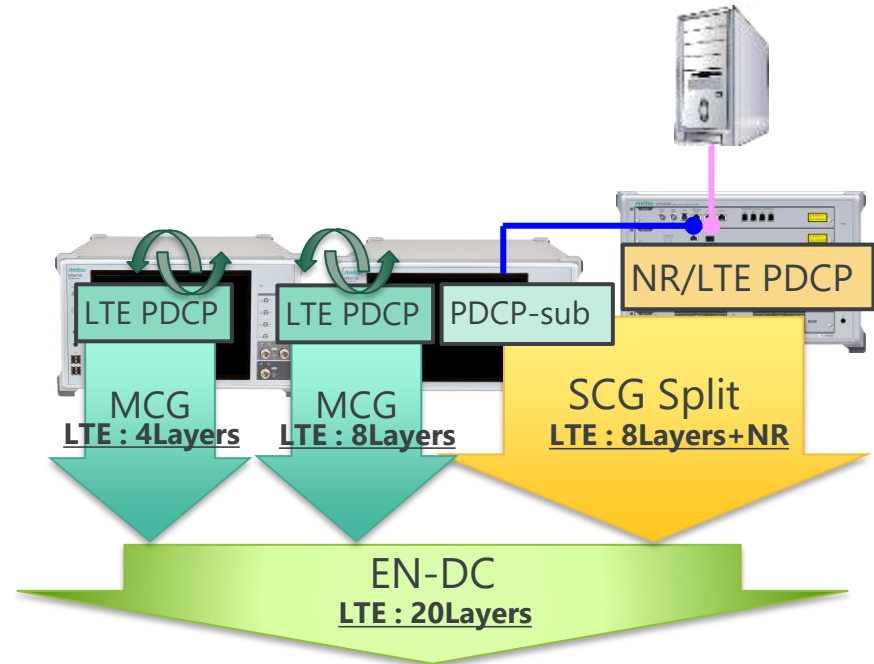 NR/LTE PDCP
LTE PDCP
LTE PDCP
PDCP-sub
MCG
LTE : 4Layers
MCG
LTE : 8Layers
SCG Split
LTE : 8Layers+NR
EN-DC
LTE : 20Layers